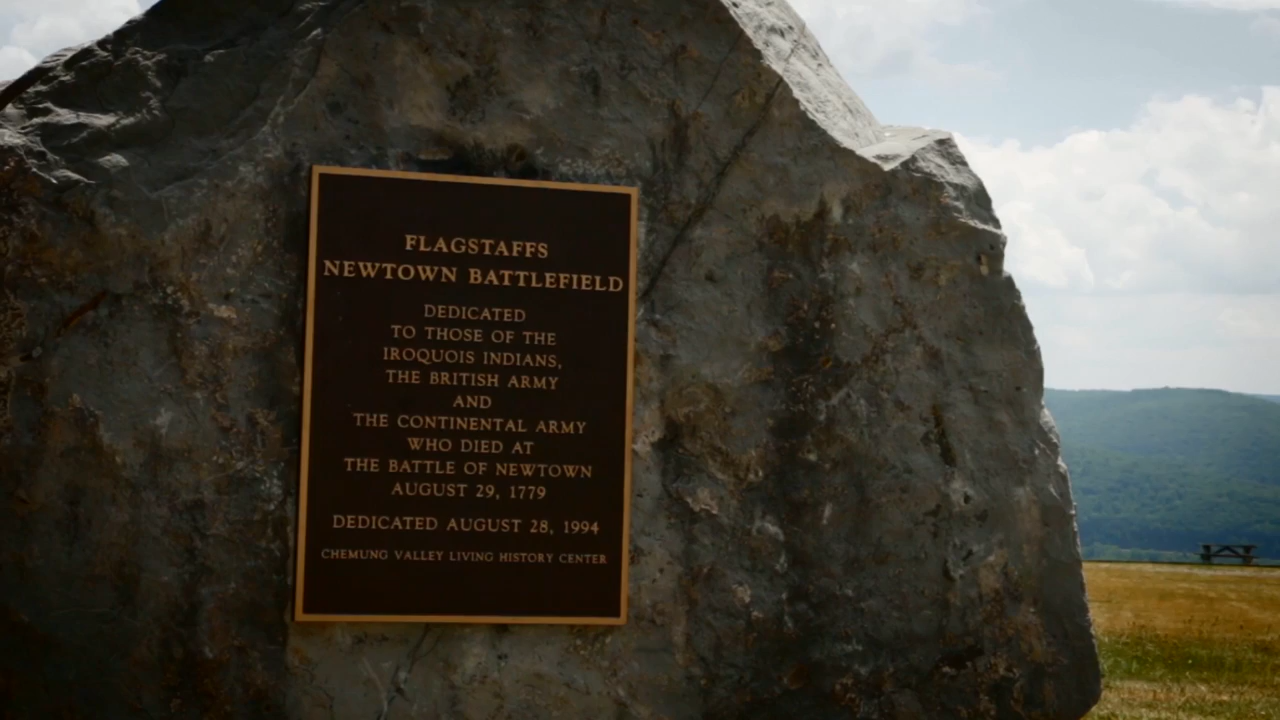 FLAGSTAFFS
NEWTOWN BATTLEFIELD
DEDICATED
TO THOSE OF THE
IROQUOIS INDIANS,
THE BRITISH ARMY
AND
THE CONTINENTAL ARMY
WHO DIED AT
THE BATTLE OF NEWTOWN
AUGUST 29, 1779
DEDICATED AUGUST 28, 1994
CHEMUNG VALLEY LIVING HISTORY CENTER